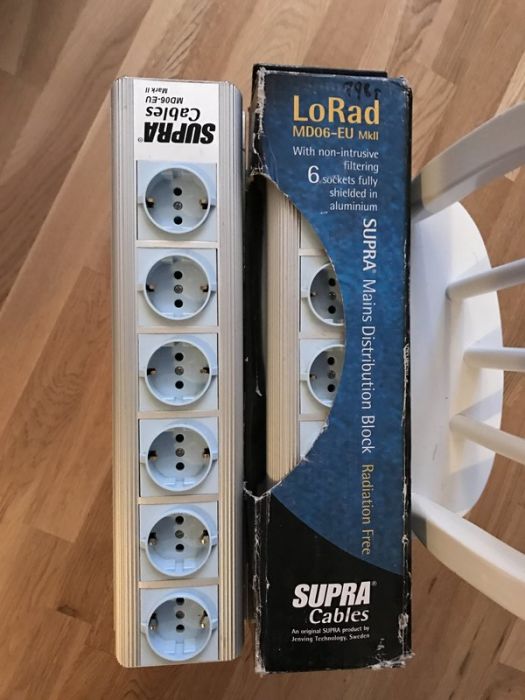 SUPRA®
Cables
MD06-EU
Mark II
LoRad
MD06-EU MkII
With non-intrusive
filtering
6 sockets fully
shielded in
aluminium
SUPRA® Mains Distribution Block Radiation Free
SUPRA®
Cables
An original SUPRA product by
Jenving Technology, Sweden